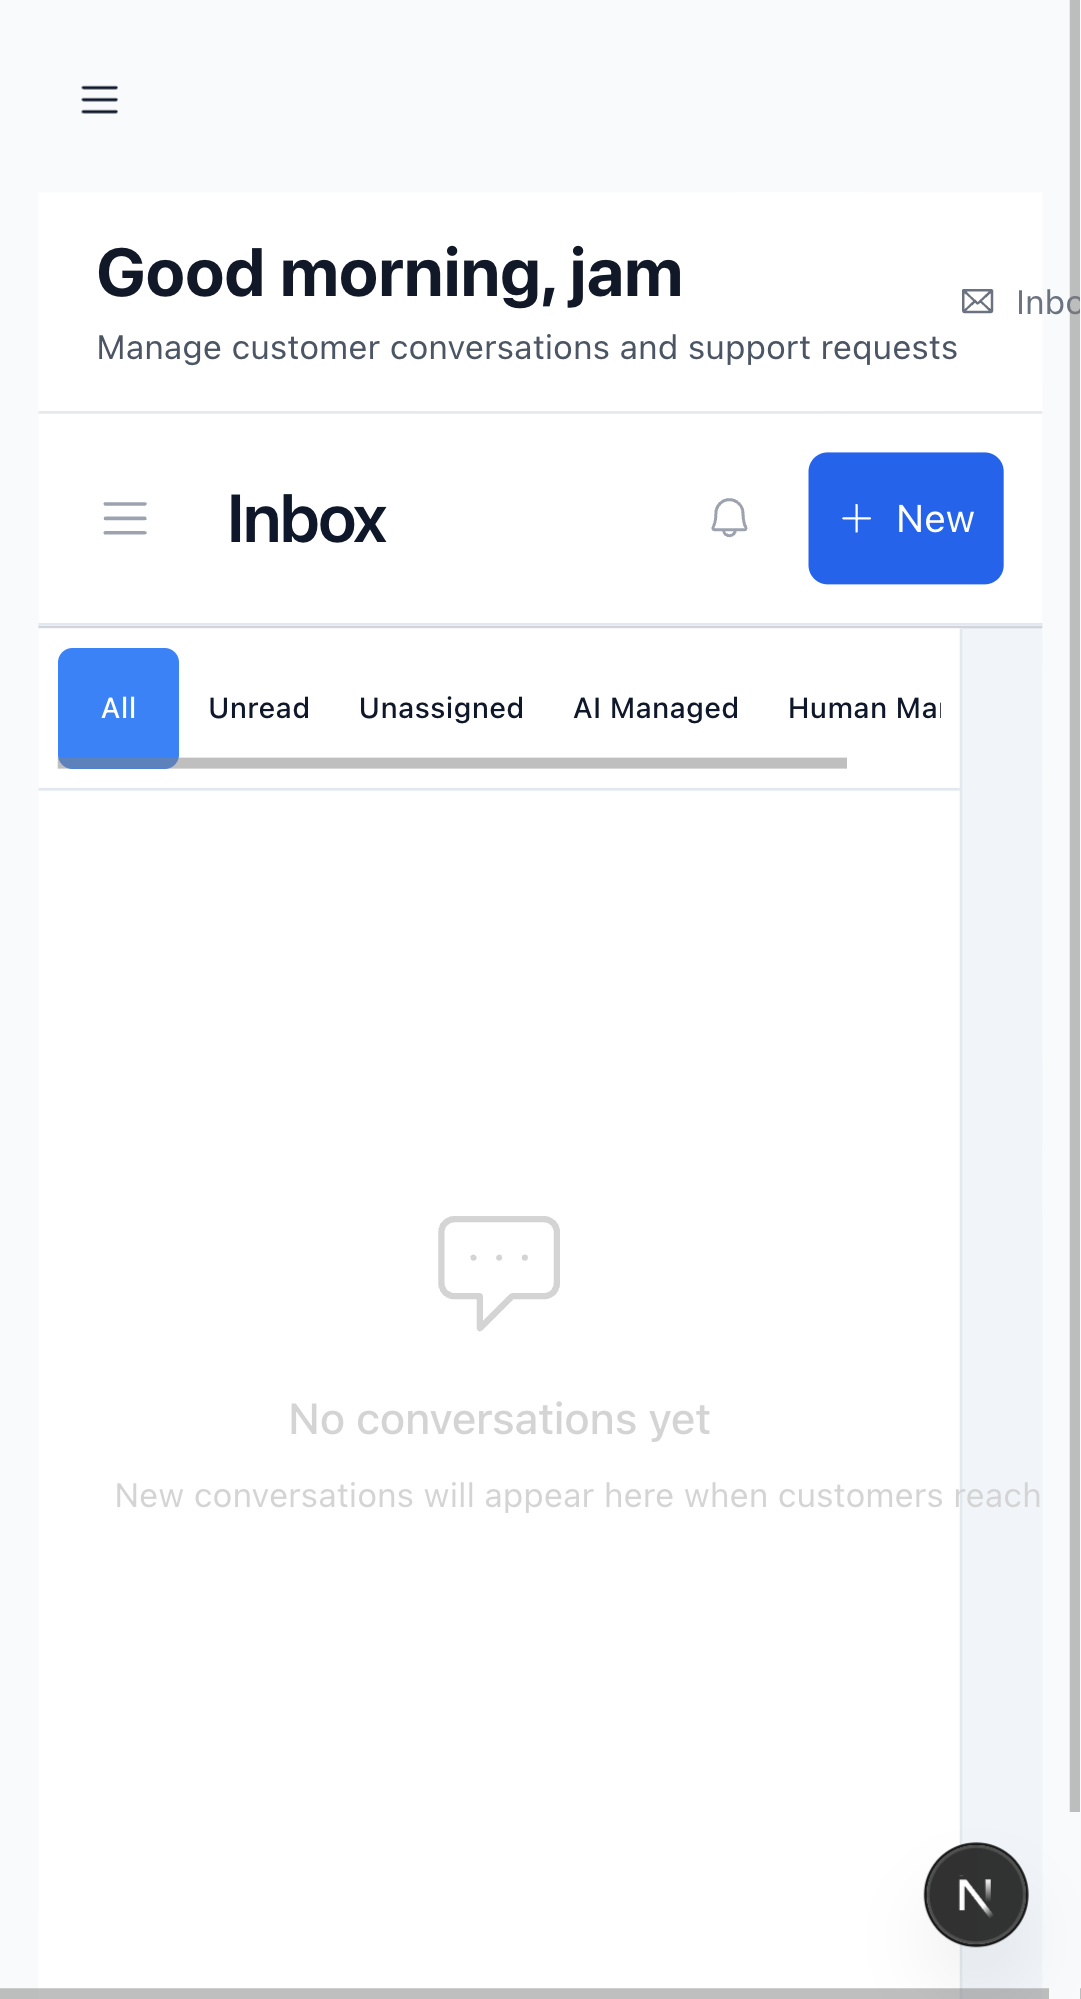 Good morning, jam
Manage customer conversations and support requests
Inbo
Inbox
+ New
All Unread Unassigned AI Managed Human Ma
No conversations yet
New conversations will appear here when customers reach
N